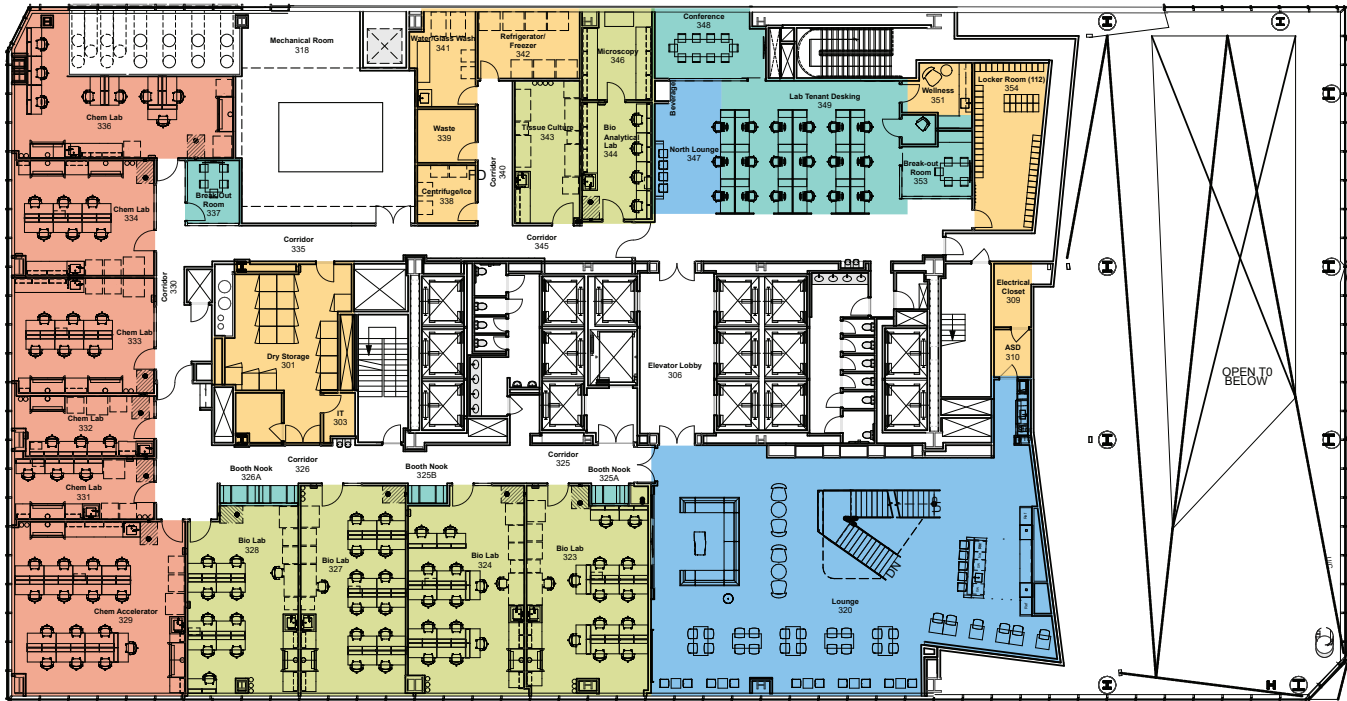 Conference
348
Mechanical Room
318
Water/Glass Wash
341
Refrigerator/
Freezer
342
Microscopy
346
Beverage
Lab Tenant Desking
349
Wellness
351
Locker Room (112)
354
Chem Lab
336
Waste
339
Tissue Culture
343
Bio
Analytical
Lab
344
North Lounge
347
Break-out
Room
353
Corridor
340
Break Out
Room
337
Centrifuge/Ice
338
Chem Lab
334
Corridor
335
Corridor
345
Corridor
330
Electrical
Closet
309
Chem Lab
333
Dry Storage
301
Elevator Lobby
306
ASD
310
OPEN TO
BELOW
Chem Lab
332
IT
303
Corridor
326
Corridor
325
Booth Nook
326A
Booth Nook
325B
Booth Nook
325A
Chem Lab
331
Bio Lab
328
Bio Lab
327
Bio Lab
324
Bio Lab
323
DN
Lounge
320
Chem Accelerator
329